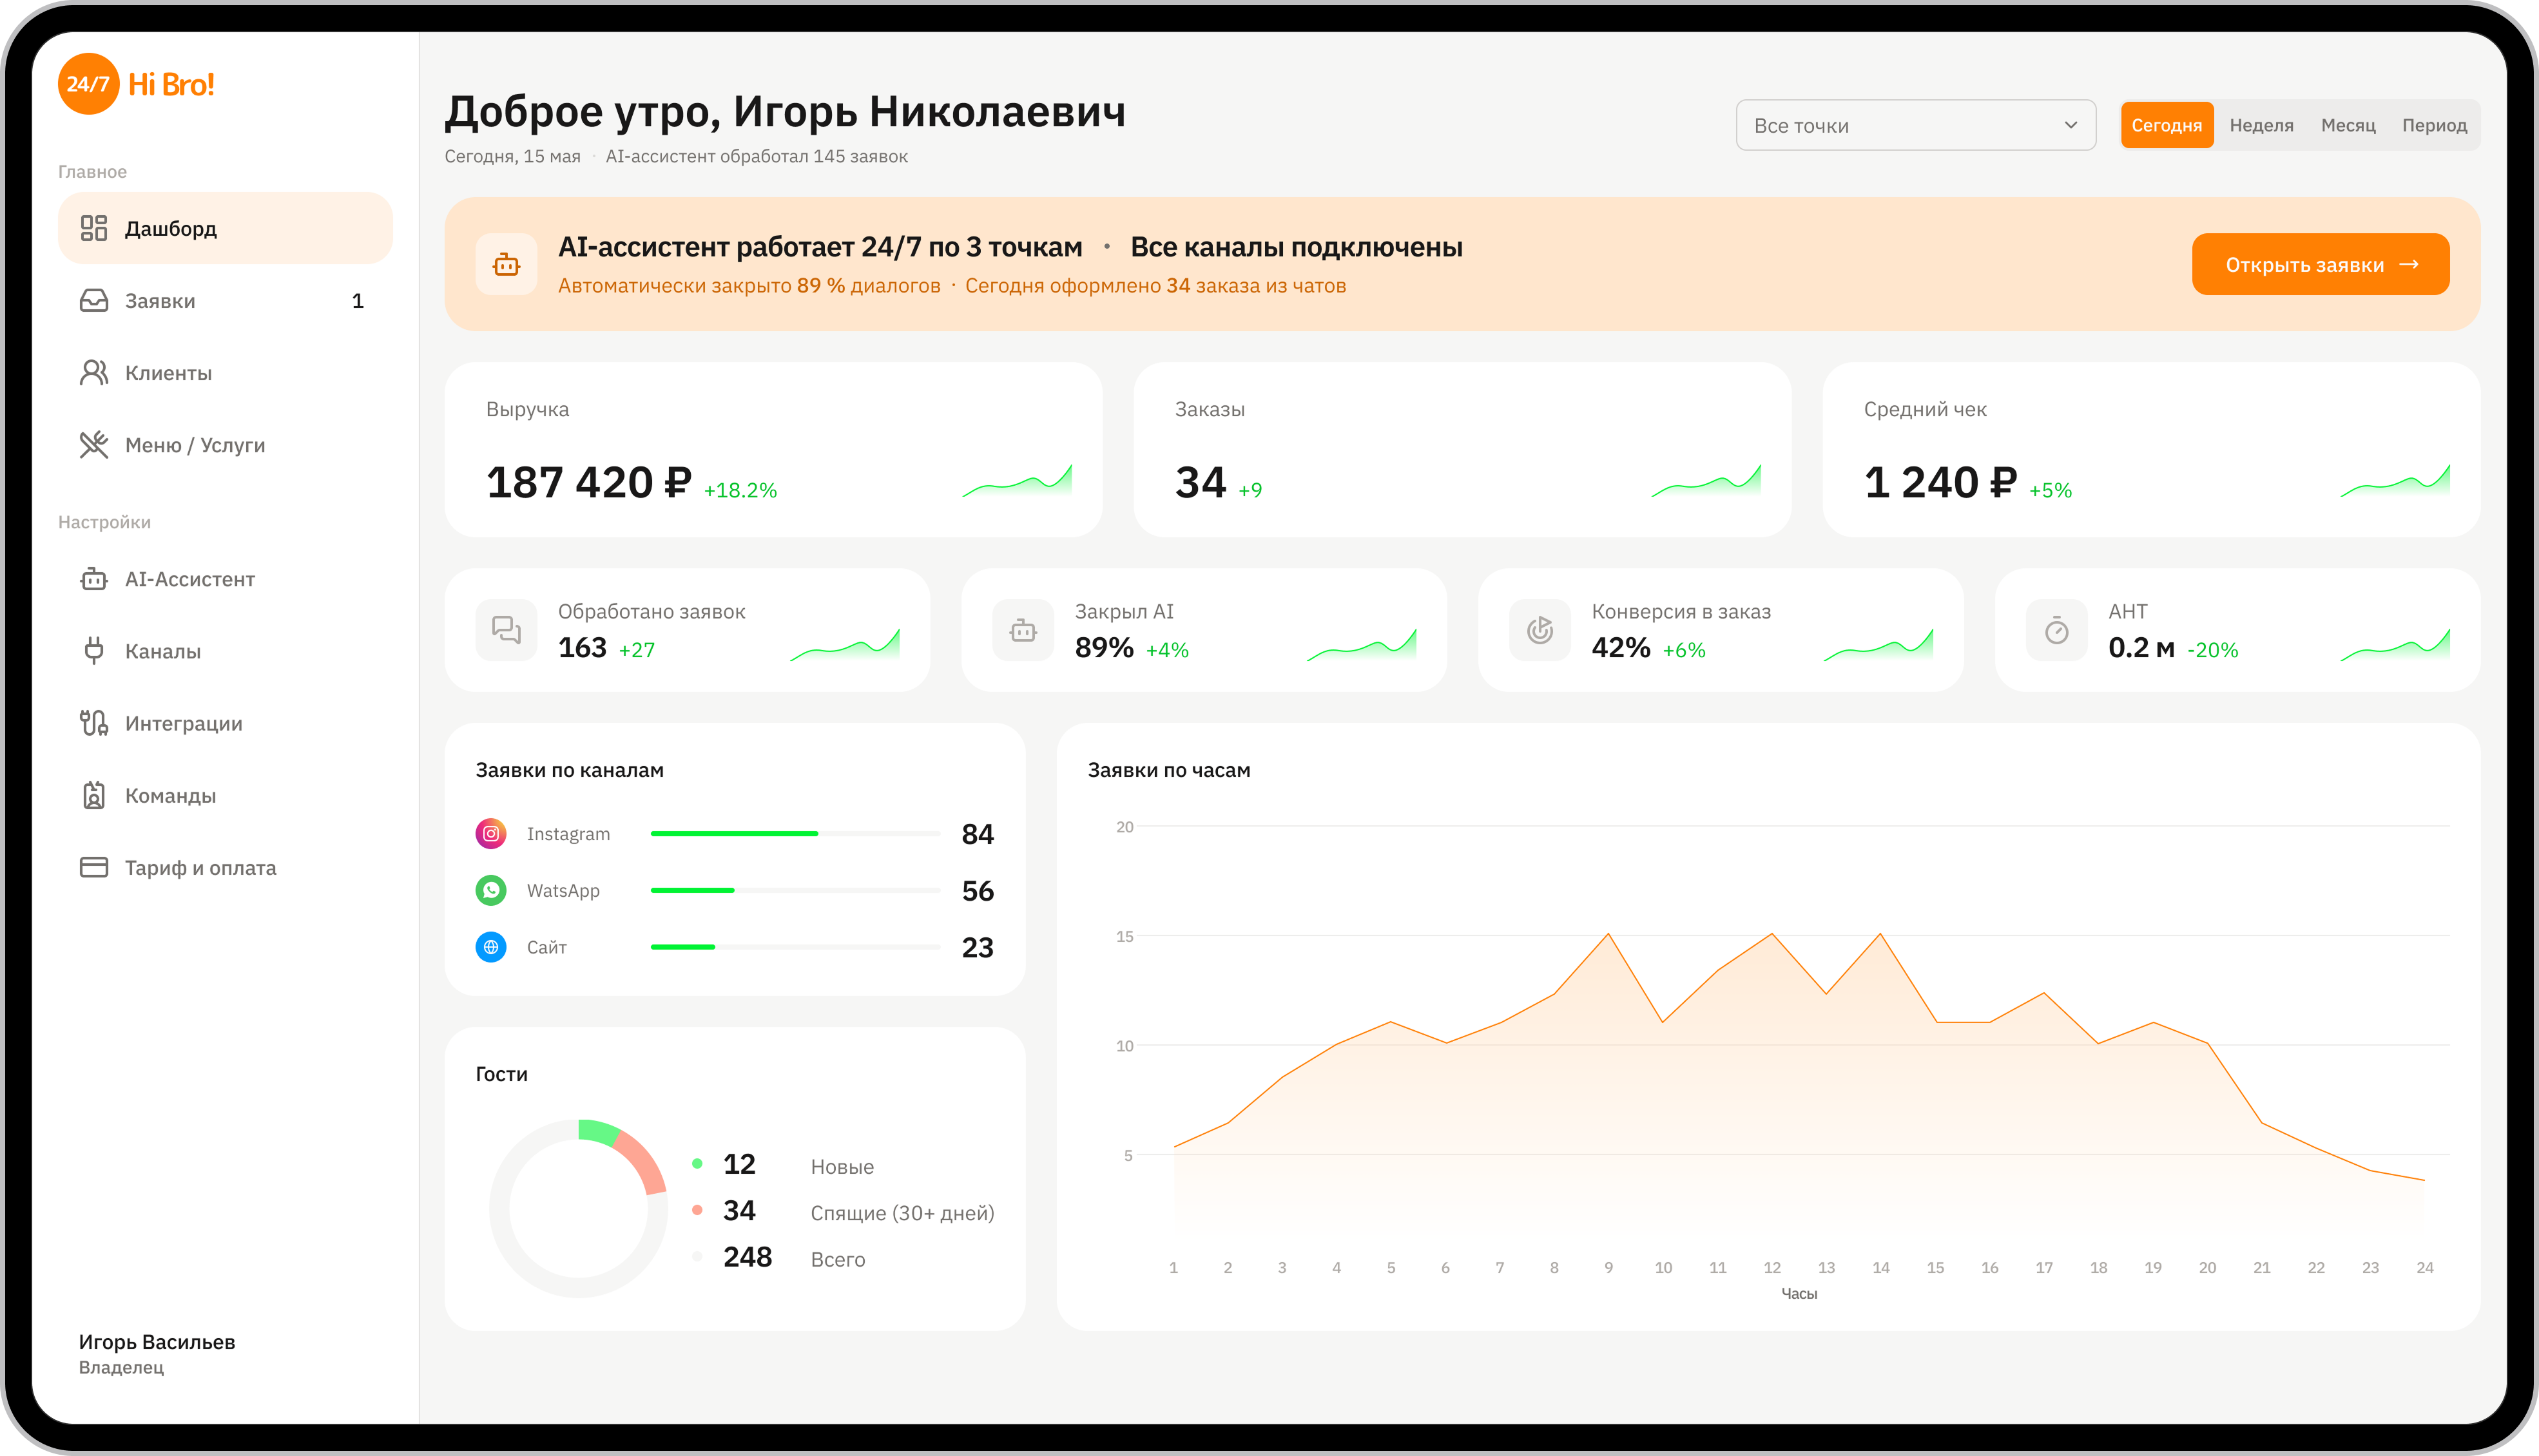 24/7 Hi Bro!
Главное
Дашборд
Заявки 1
Клиенты
Меню / Услуги
Настройки
AI-Ассистент
Каналы
Интеграции
Команды
Тариф и оплата
Игорь Васильев
Владелец
Доброе утро, Игорь Николаевич
Сегодня, 15 мая · AI-ассистент обработал 145 заявок
Все точки
Сегодня Неделя Месяц Период
AI-ассистент работает 24/7 по 3 точкам • Все каналы подключены
Автоматически закрыто 89 % диалогов · Сегодня оформлено 34 заказа из чатов
Открыть заявки →
Выручка
187 420 ₽ +18.2%
Заказы
34 +9
Средний чек
1 240 ₽ +5%
Обработано заявок
163 +27
Закрыл AI
89% +4%
Конверсия в заказ
42% +6%
AHT
0.2 м -20%
Заявки по каналам
Instagram 84
WatsApp 56
Сайт 23
Гости
12 Новые
34 Спящие (30+ дней)
248 Всего
Заявки по часам
20
15
10
5
1 2 3 4 5 6 7 8 9 10 11 12 13 14 15 16 17 18 19 20 21 22 23 24
Часы